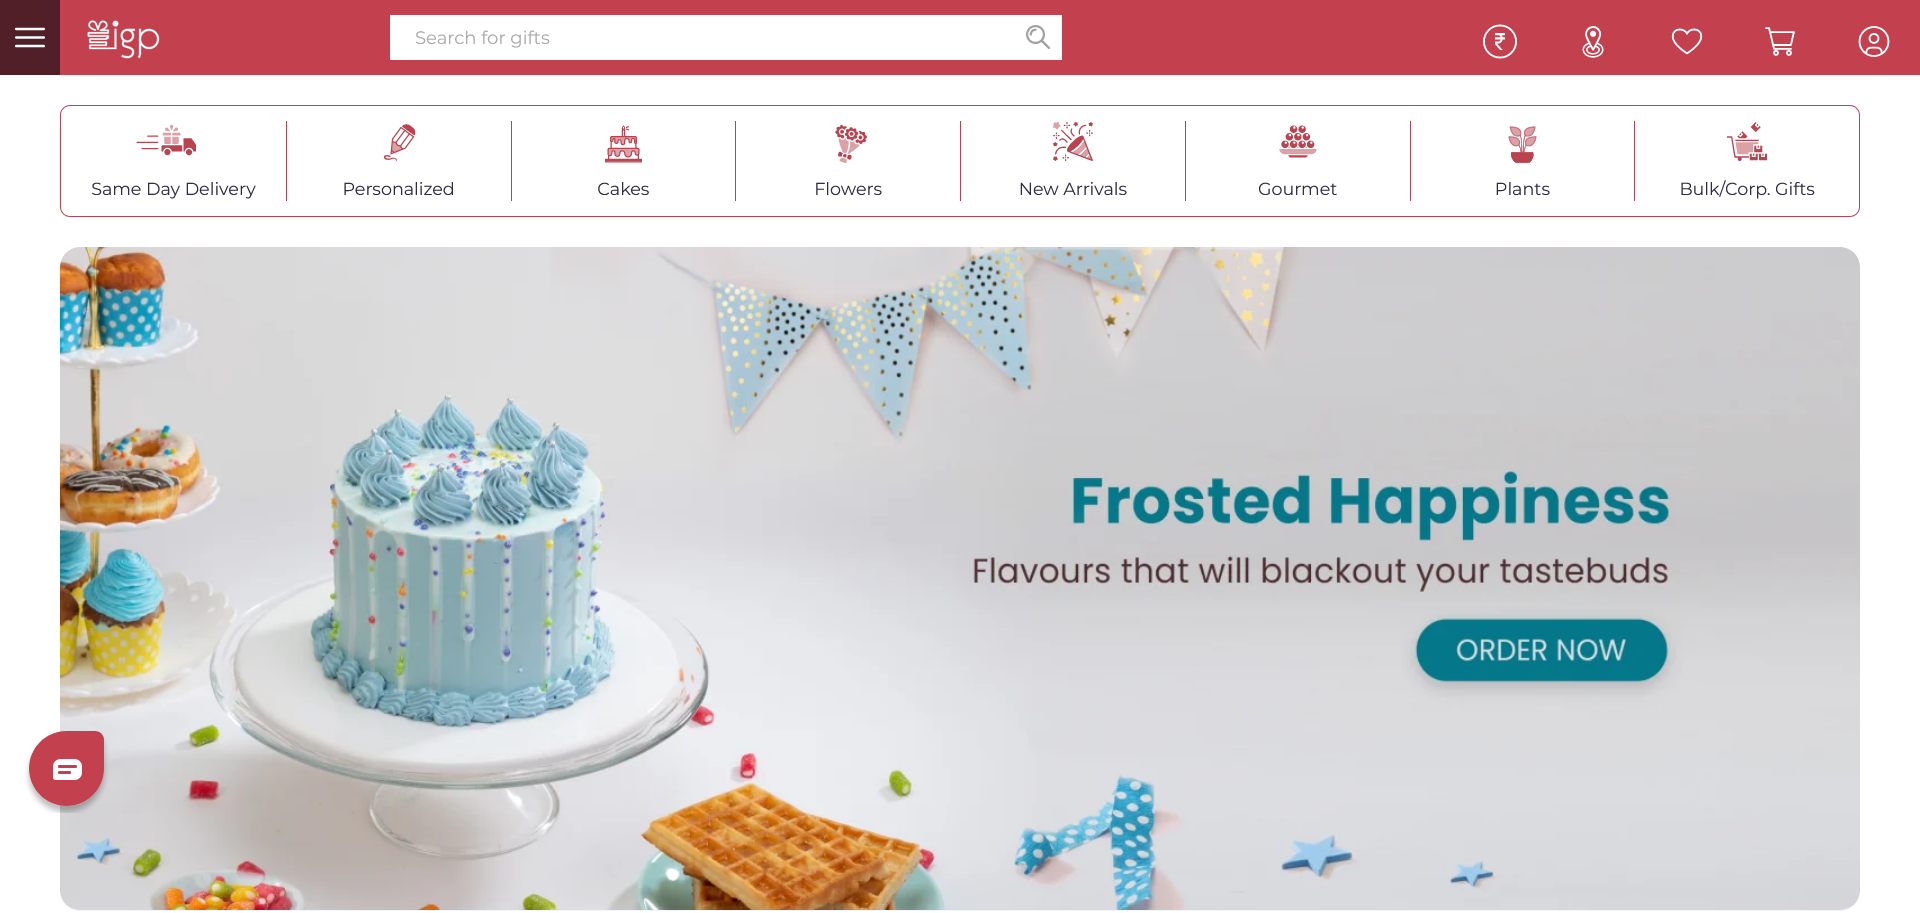 igp
Search for gifts
₹
Same Day Delivery
Personalized
Cakes
Flowers
New Arrivals
Gourmet
Plants
Bulk/Corp. Gifts
Frosted Happiness
Flavours that will blackout your tastebuds
ORDER NOW